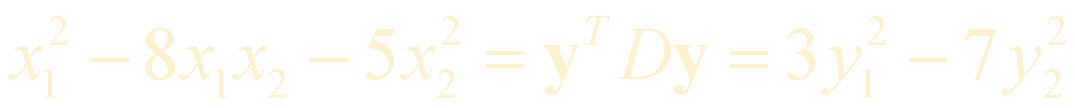 x₁² − 8x₁x₂ − 5x₂² = yᵀDy = 3y₁² − 7y₂²